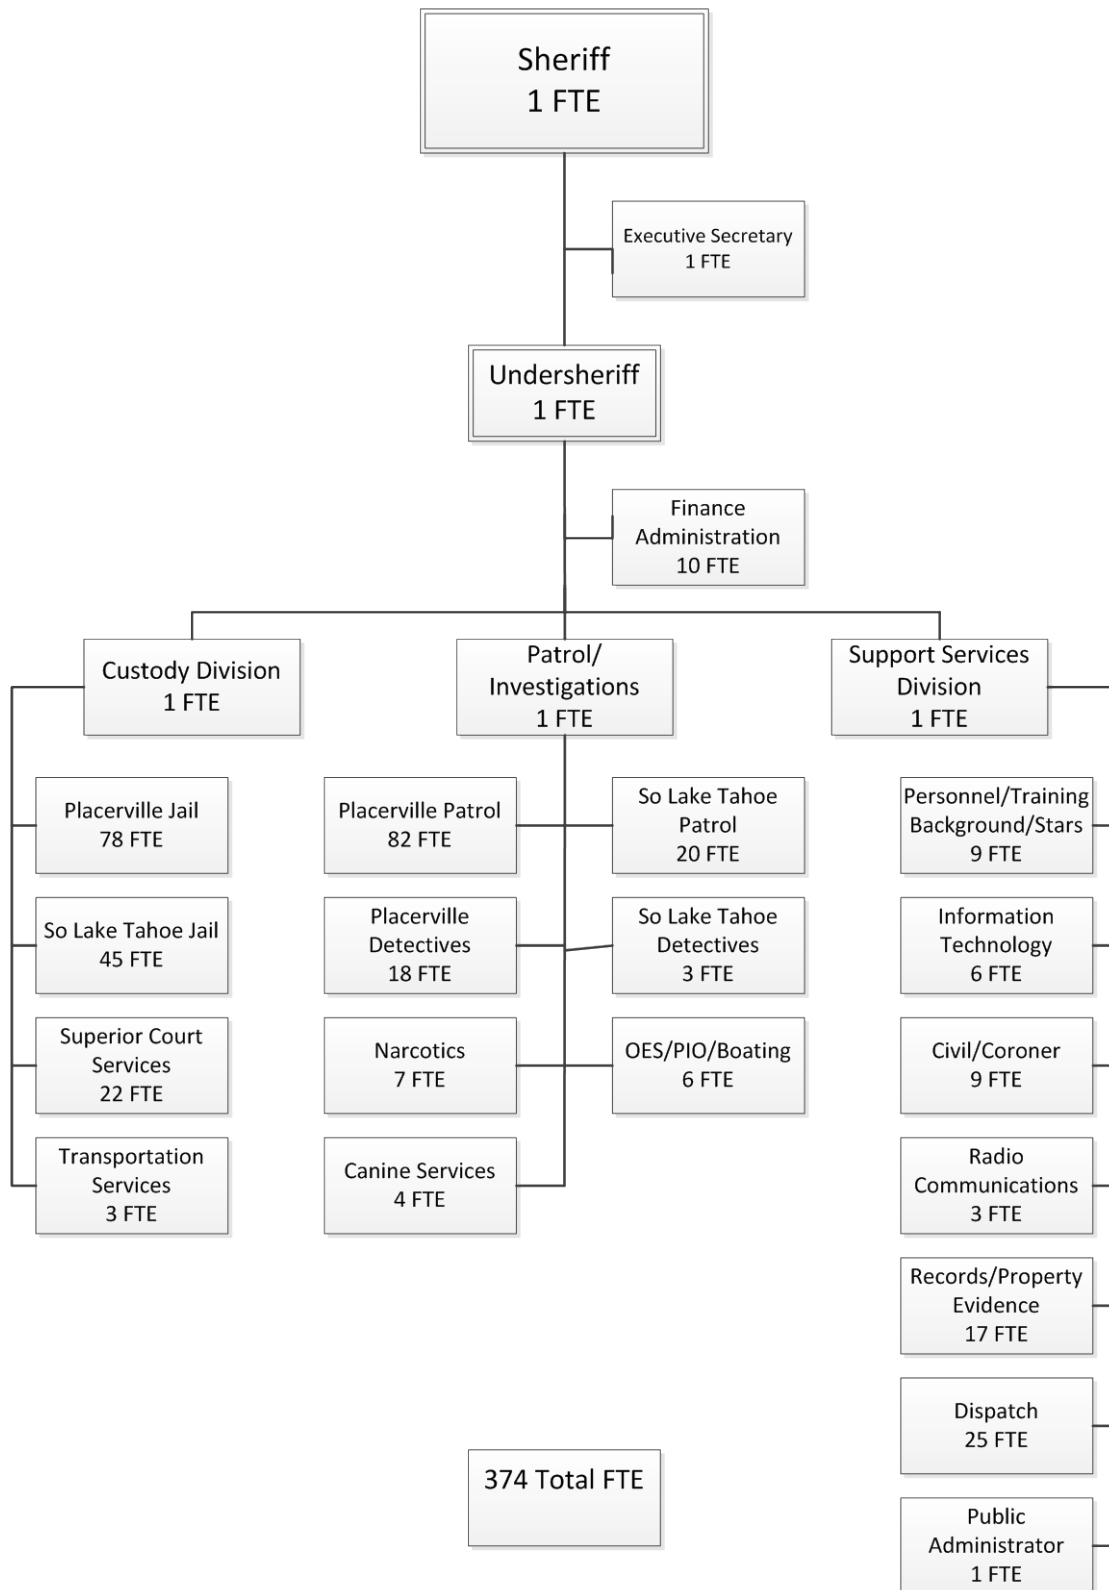 Sheriff
1 FTE
Executive Secretary
1 FTE
Undersheriff
1 FTE
Finance
Administration
10 FTE
Custody Division
1 FTE
Patrol/
Investigations
1 FTE
Support Services
Division
1 FTE
Placerville Jail
78 FTE
So Lake Tahoe Jail
45 FTE
Superior Court
Services
22 FTE
Transportation
Services
3 FTE
Placerville Patrol
82 FTE
Placerville
Detectives
18 FTE
Narcotics
7 FTE
Canine Services
4 FTE
So Lake Tahoe
Patrol
20 FTE
So Lake Tahoe
Detectives
3 FTE
OES/PIO/Boating
6 FTE
Personnel/Training
Background/Stars
9 FTE
Information
Technology
6 FTE
Civil/Coroner
9 FTE
Radio
Communications
3 FTE
Records/Property
Evidence
17 FTE
Dispatch
25 FTE
Public
Administrator
1 FTE
374 Total FTE